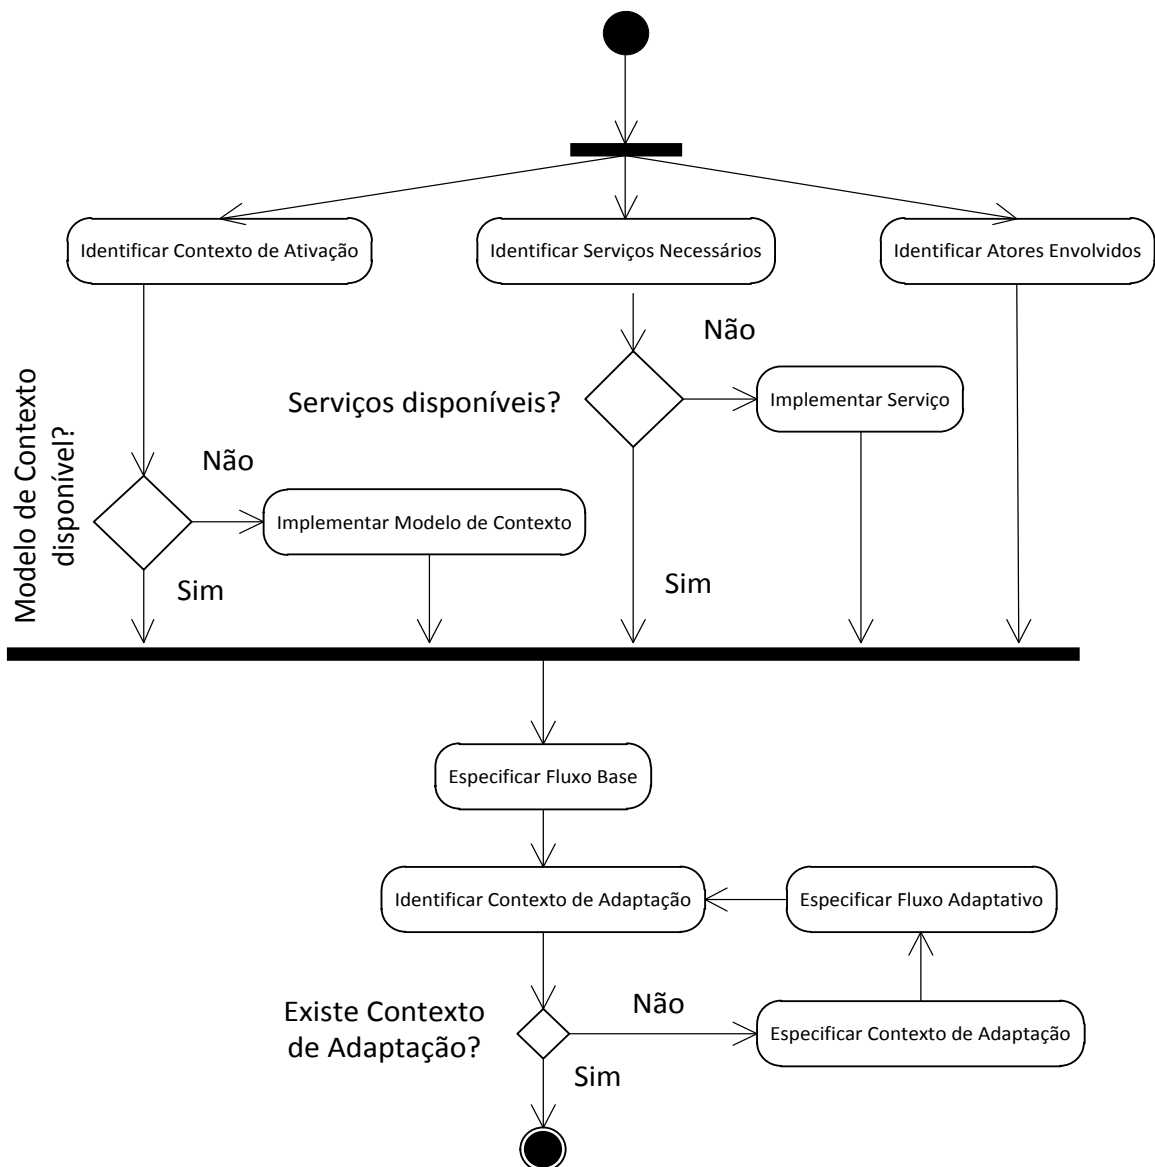 Identificar Contexto de Ativação
Identificar Serviços Necessários
Identificar Atores Envolvidos
Não
Serviços disponíveis?
Implementar Serviço
Modelo de Contexto
disponível?
Não
Implementar Modelo de Contexto
Sim
Sim
Especificar Fluxo Base
Identificar Contexto de Adaptação
Especificar Fluxo Adaptativo
Existe Contexto
de Adaptação?
Não
Especificar Contexto de Adaptação
Sim